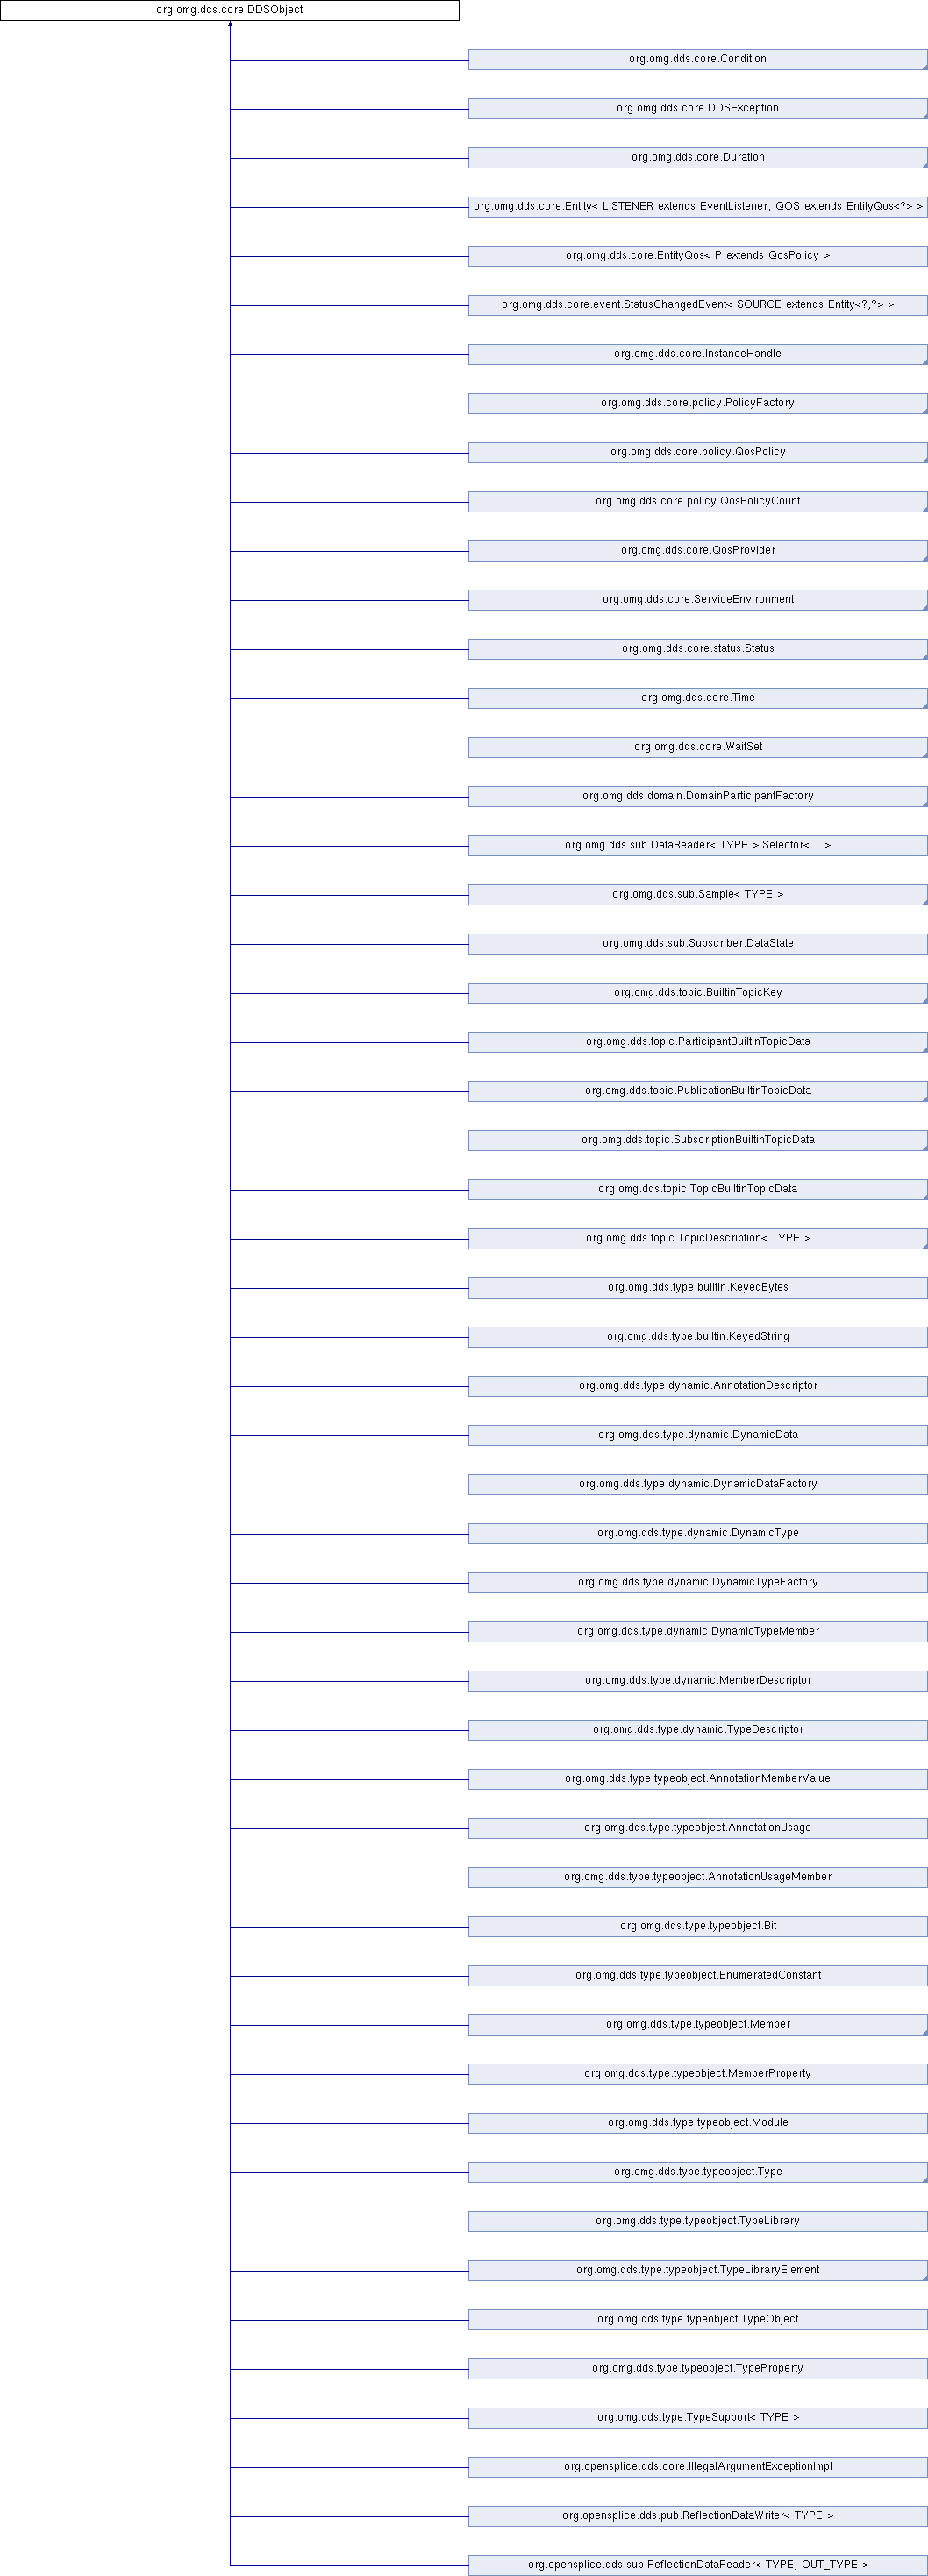 org.omg.dds.core.DDSObject
org.omg.dds.core.Condition
org.omg.dds.core.DDSException
org.omg.dds.core.Duration
org.omg.dds.core.Entity< LISTENER extends EventListener, QOS extends EntityQos<?> >
org.omg.dds.core.EntityQos< P extends QosPolicy >
org.omg.dds.core.event.StatusChangedEvent< SOURCE extends Entity<?,?> >
org.omg.dds.core.InstanceHandle
org.omg.dds.core.policy.PolicyFactory
org.omg.dds.core.policy.QosPolicy
org.omg.dds.core.policy.QosPolicyCount
org.omg.dds.core.QosProvider
org.omg.dds.core.ServiceEnvironment
org.omg.dds.core.status.Status
org.omg.dds.core.Time
org.omg.dds.core.WaitSet
org.omg.dds.domain.DomainParticipantFactory
org.omg.dds.sub.DataReader< TYPE >.Selector< T >
org.omg.dds.sub.Sample< TYPE >
org.omg.dds.sub.Subscriber.DataState
org.omg.dds.topic.BuiltinTopicKey
org.omg.dds.topic.ParticipantBuiltinTopicData
org.omg.dds.topic.PublicationBuiltinTopicData
org.omg.dds.topic.SubscriptionBuiltinTopicData
org.omg.dds.topic.TopicBuiltinTopicData
org.omg.dds.topic.TopicDescription< TYPE >
org.omg.dds.type.builtin.KeyedBytes
org.omg.dds.type.builtin.KeyedString
org.omg.dds.type.dynamic.AnnotationDescriptor
org.omg.dds.type.dynamic.DynamicData
org.omg.dds.type.dynamic.DynamicDataFactory
org.omg.dds.type.dynamic.DynamicType
org.omg.dds.type.dynamic.DynamicTypeFactory
org.omg.dds.type.dynamic.DynamicTypeMember
org.omg.dds.type.dynamic.MemberDescriptor
org.omg.dds.type.dynamic.TypeDescriptor
org.omg.dds.type.typeobject.AnnotationMemberValue
org.omg.dds.type.typeobject.AnnotationUsage
org.omg.dds.type.typeobject.AnnotationUsageMember
org.omg.dds.type.typeobject.Bit
org.omg.dds.type.typeobject.EnumeratedConstant
org.omg.dds.type.typeobject.Member
org.omg.dds.type.typeobject.MemberProperty
org.omg.dds.type.typeobject.Module
org.omg.dds.type.typeobject.Type
org.omg.dds.type.typeobject.TypeLibrary
org.omg.dds.type.typeobject.TypeLibraryElement
org.omg.dds.type.typeobject.TypeObject
org.omg.dds.type.typeobject.TypeProperty
org.omg.dds.type.TypeSupport< TYPE >
org.opensplice.dds.core.IllegalArgumentExceptionImpl
org.opensplice.dds.pub.ReflectionDataWriter< TYPE >
org.opensplice.dds.sub.ReflectionDataReader< TYPE, OUT_TYPE >